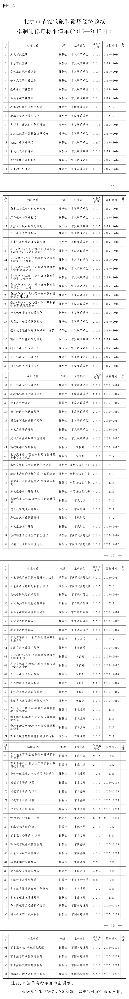 附件 2
北京市节能低碳和循环经济领域
拟制定修订标准清单(2015—2017 年)
序号 标准名称 性质 主管部门 体系表编号 编制时间 备注
1 风机节能监测 推荐性 市发展改革委 1.0.4 2015—2016
2 水泵节能监测 推荐性 市发展改革委 1.0.4 2015—2016
3 空气压缩机节能监测 推荐性 市发展改革委 1.0.4 2015—2016
4 分体式空调节能监测 推荐性 市发展改革委 1.0.4 2015—2016
5 数据中心节能监测 推荐性 市发展改革委 1.0.4 2015—2016
6 供热系统节能监测 推荐性 市发展改革委 1.0.4 2015—2016
7 城镇新能源综合利用指南 推荐性 市发展改革委 1.2.6 2017
8 地源热泵运行技术规范 推荐性 市发展改革委 1.2.6 2017
9 大型公共建筑制冷能耗限额 推荐性 市发展改革委 1.3.1 2015—2016
10 建筑业能源审计报告编写指南 推荐性 市发展改革委 1.3.4 2015—2016
11 能效对标实施规范 推荐性 市发展改革委 1.3.7 2015—2016
12 卓越能效评价导则 推荐性 市发展改革委 1.3.8 2015—2016
13 能效领跑者评价导则 推荐性 市发展改革委 1.3.9 2015—2016
14 碳中和评价通则 推荐性 市发展改革委 2.0.5 2015—2016
— 11 —
序号 标准名称 性质 主管部门 体系表编号 编制时间 备注
15 企事业单位碳中和实施指南 推荐性 市发展改革委 2.0.5 2015—2016
16 产品碳中和实施指南 推荐性 市发展改革委 2.0.5 2015—2016
17 大型活动碳中和实施指南 推荐性 市发展改革委 2.0.5 2015—2016
18 产品碳足迹核算指南 推荐性 市发展改革委 2.1.1 2015—2016
19 企事业单位碳足迹核算指南 推荐性 市发展改革委 2.1.2 2015—2016
20 企业(单位)二氧化碳排放核算和报告指南 热力生产和供应业 推荐性 市发展改革委 2.1.2 2015—2016
21 企业(单位)二氧化碳排放核算和报告指南 火力发电业 推荐性 市发展改革委 2.1.2 2015—2016
22 企业(单位)二氧化碳排放核算和报告指南 水泥制造业 推荐性 市发展改革委 2.1.2 2015—2016
23 企业(单位)二氧化碳排放核算和报告指南 石化生产业 推荐性 市发展改革委 2.1.2 2015—2016
24 企业(单位)二氧化碳排放核算和报告指南 其它工业 推荐性 市发展改革委 2.1.2 2015—2016
25 企业(单位)二氧化碳排放核算和报告指南 服务业 推荐性 市发展改革委 2.1.2 2015—2016
26 企业(单位)二氧化碳排放核算和报告指南 交通运输业 推荐性 市发展改革委 2.1.2 2015—2016
27 跨区域碳排放权交易规范 指导性 市发展改革委 2.1.2 2015—2016
28 大型活动碳足迹核算指南 推荐性 市发展改革委 2.1.3 2015—2016
29 碳排放管理体系建设效果评价指南 推荐性 市发展改革委 2.2.1 2015—2016
30 碳排放管理体系实施指南 推荐性 市发展改革委 2.2.1 2015—2016
31 建筑低碳运行管理通则 推荐性 市发展改革委 2.2.2 2015—2016
32 企业低碳运行管理通则 推荐性 市发展改革委 2.2.2 2015—2016
33 园区低碳运行管理通则 推荐性 市发展改革委 2.2.2 2015—2016
序号 标准名称 性质 主管部门 体系表编号 编制时间 备注
34 社区低碳运行管理通则 推荐性 市发展改革委 2.2.2 2015—2016
35 小城镇低碳运行管理通则 推荐性 市发展改革委 2.2.2 2015—2016
36 碳足迹评估通则 推荐性 市发展改革委 2.2.5 2015—2016
37 循环经济标识认证规范 推荐性 市发展改革委 3.0.4 2015—2016
38 园区循环化改造技术规范 推荐性 市发展改革委 3.4.4 2016—2017
39 绿色产品评价通则 推荐性 市发展改革委 4.2.1 2016—2017
40 照明产品生命周期评价指南 推荐性 市发展改革委 4.2.1 2016—2017
41 高校碳排放管理规范 推荐性 市教委 2.2.1 2016—2017
42 电动汽车公共职能充电网络管理服务平台技术规范 推荐性 市科委 1.2.6 2017
43 水泥窑协同处置废弃物能耗核定 推荐性 市经济信息化委 3.0.3 2016
44 清洁生产评价指标体系 啤酒制造业 推荐性 市经济信息化委 3.4.1 2016
45 清洁生产评价指标体系 集成电路制造业 推荐性 市经济信息化委 3.4.1 2016
46 绿色数据中心评价准则 推荐性 市经济信息化委 4.2.1 2016
47 电动汽车充电基础设施规划设计导则 推荐性 市规划委 1.1.1 2016
48 超低能耗建筑设计导则 推荐性 市规划委 1.1.2 2017
49 居住建筑节能设计标准 强制性 市规划委 1.1.2 2017
50 绿色生态住宅评价 推荐性 市规划委 4.2.2 2015—2016
51 预拌砂浆清洁化生产管理规程 推荐性 市住房城乡建设委 1.3.6 2015—2016
52 住宅产业化项目评价通则 推荐性 市住房城乡建设委 1.3.8 2016—2017
— 13 —
序号 标准名称 性质 主管部门 体系表编号 编制时间 备注
53 绿色墙板产品及相关材料评价技术 推荐性 市住房城乡建设委 4.2.1 2016—2017
54 绿色生态示范区运营管理规程 推荐性 市住房城乡建设委 4.2.5 2016
55 供热管网改造技术规程 推荐性 市市政市容委 1.2.5 2015—2016
56 区域供热管网运行能耗限额 强制性 市市政市容委 1.3.1 2017
57 供热系统能耗评价指标体系 推荐性 市市政市容委 1.3.8 2015—2016
58 生活垃圾回收规范 推荐性 市市政市容委 3.3.5 2016—2017
59 餐厨垃圾回收规范 推荐性 市市政市容委 3.3.6 2015—2016
60 营运货车能源计量器具功能及数据采集规范 推荐性 市交通委 1.0.3 2017
61 轨道交通节能技术规范 推荐性 市交通委 1.1.1 2015—2016
62 企业(单位)二氧化碳排放核算和报告指南 农业 推荐性 市农委 2.1.2 2015—2016
63 农业有机废弃物循环利用项目碳减排量核算指南 推荐性 市农委 2.1.3 2016—2017
64 农产品碳足迹标识规范 推荐性 市农委 2.2.5 2015—2016
65 农作物碳足迹评价指南 推荐性 市农委 2.2.5 2015—2016
66 畜牧产品碳足迹评价指南 推荐性 市农委 2.2.5 2015—2016
67 土壤有机质提升固碳技术规范 推荐性 市农委 2.3.2 2015—2016
68 农村地区太阳能公共浴室碳减排量项目核算指南 推荐性 市农业局 2.1.3 2016
69 测土配方施肥项目节能减碳效果评价规范 推荐性 市农业局 2.1.3 2017
70 禽养殖场粪污治理项目碳减排量核算指南 推荐性 市农业局 2.1.3 2017
71 畜禽低碳养殖碳减排项目核算指南 推荐性 市农业局 2.1.3 2017
序号 标准名称 性质 主管部门 体系表编号 编制时间 备注
72 农村地区可再生能源碳减排项目核算指南 推荐性 市农业局 2.1.3 2017
73 畜禽屠宰行业清洁生产审核报告编制技术规范 推荐性 市农业局 3.4.1 2017
74 畜牧养殖业生态农业园区评价规范 推荐性 市农业局 4.2.5 2016
75 城镇节水评价 宾馆 推荐性 市水务局 3.1.2 2015—2016
76 城镇节水评价 写字楼 推荐性 市水务局 3.1.2 2015—2016
77 城镇节水评价 学校 推荐性 市水务局 3.1.2 2015—2016
78 城镇节水评价 医院 推荐性 市水务局 3.1.2 2015—2016
79 啤酒饮料行业取水定额 推荐性 市水务局 3.1.2 2015—2016
80 节水型社会评价 园区 推荐性 市水务局 3.1.2 2017
81 节水型社会评价 小城镇 推荐性 市水务局 3.1.2 2017
82 商场超市碳排放管理规范 推荐性 市商务委 2.2.1 2015—2016
83 绿色商场超市评价要求 推荐性 市商务委 4.2.4 2015—2016
84 宾馆碳排放管理规范 推荐性 市旅游委 2.2.1 2016
85 绿色宾馆企业评价规范 推荐性 市旅游委 4.2.4 2016
86 医院碳排放管理规范 推荐性 市卫生计生委 2.2.1 2016
87 古建筑类博物馆合理用能指南 推荐性 市文物局 1.3.3 2016
88 游泳馆碳排放管理规范 推荐性 市体育局 2.2.1 2017
89 森林固碳增汇经营技术规程 推荐性 市园林绿化局 2.3.3 2015—2016
90 园林绿化节水技术规程 推荐性 市园林绿化局 3.1.2 2015—2016
— 15 —
序号 标准名称 性质 主管部门 体系表编号 编制时间 备注
91 节水型林地、绿地建设规范 推荐性 市园林绿化局 3.1.2 2015—2016
92 节水型老旧果园改造规范 推荐性 市园林绿化局 3.1.2 2015—2016
93 节水型高效苗圃建设规范 推荐性 市园林绿化局 3.1.2 2015—2016
94 园林废弃物资源化利用规范 推荐性 市园林绿化局 3.3.7 2016—2017
注:1.本清单实行年度动态调整。
2.根据实际工作需要,个别标准可以规范性文件形式发布。